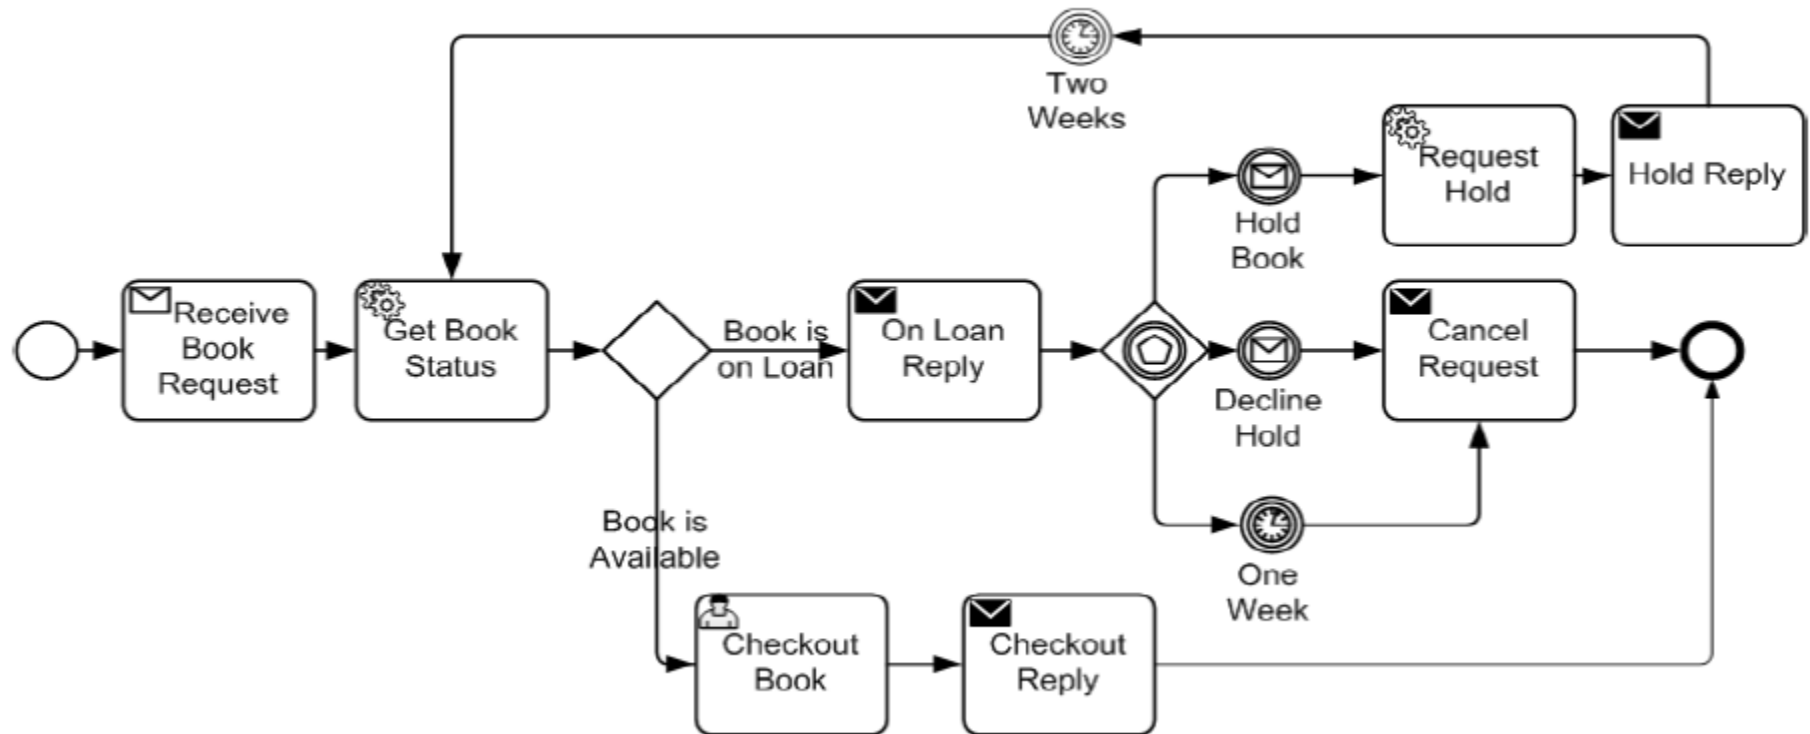 Two
Weeks
Request
Hold
Hold Reply
Hold
Book
Receive
Book
Request
Get Book
Status
Book is
on Loan
On Loan
Reply
Decline
Hold
Cancel
Request
Book is
Available
One
Week
Checkout
Book
Checkout
Reply